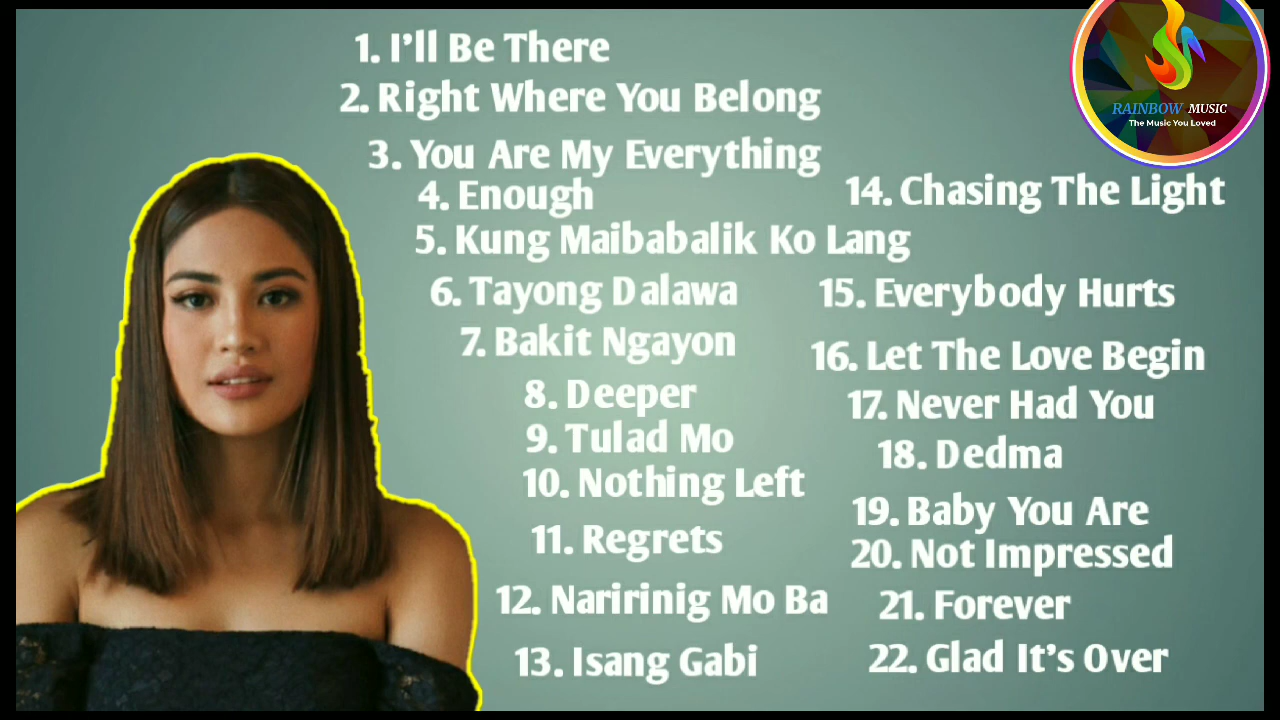 1. I'll Be There
2. Right Where You Belong
3. You Are My Everything
4. Enough
5. Kung Maibabalik Ko Lang
6. Tayong Dalawa
7. Bakit Ngayon
8. Deeper
9. Tulad Mo
10. Nothing Left
11. Regrets
12. Naririnig Mo Ba
13. Isang Gabi
14. Chasing The Light
15. Everybody Hurts
16. Let The Love Begin
17. Never Had You
18. Dedma
19. Baby You Are
20. Not Impressed
21. Forever
22. Glad It's Over
RAINBOW MUSIC
The Music You Loved